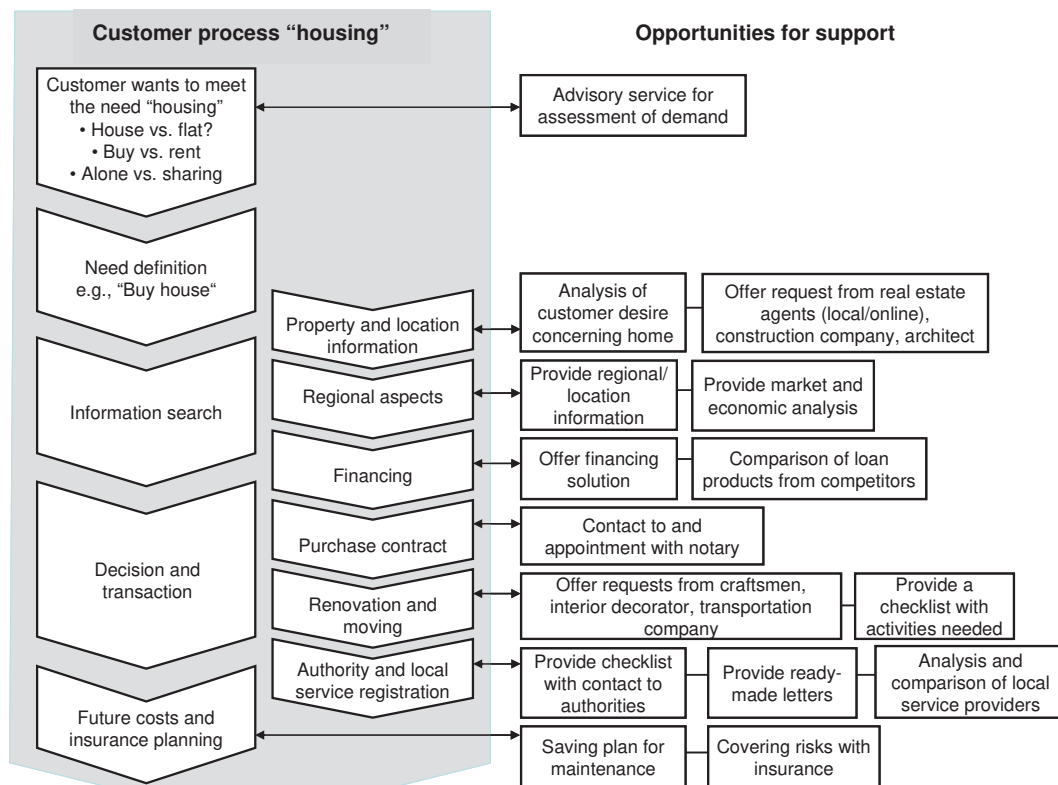 Customer process “housing”
Opportunities for support
Customer wants to meet
the need “housing”
• House vs. flat?
• Buy vs. rent
• Alone vs. sharing
Advisory service for
assessment of demand
Need definition
e.g., “Buy house“
Property and location
information
Analysis of
customer desire
concerning home
Offer request from real estate
agents (local/online),
construction company, architect
Information search
Regional aspects
Provide regional/
location
information
Provide market and
economic analysis
Financing
Offer financing
solution
Comparison of loan
products from competitors
Decision and
transaction
Purchase contract
Contact to and
appointment with notary
Renovation and
moving
Offer requests from craftsmen,
interior decorator, transportation
company
Provide a
checklist with
activities needed
Authority and local
service registration
Provide checklist
with contact to
authorities
Provide ready-
made letters
Analysis and
comparison of local
service providers
Future costs and
insurance planning
Saving plan for
maintenance
Covering risks with
insurance